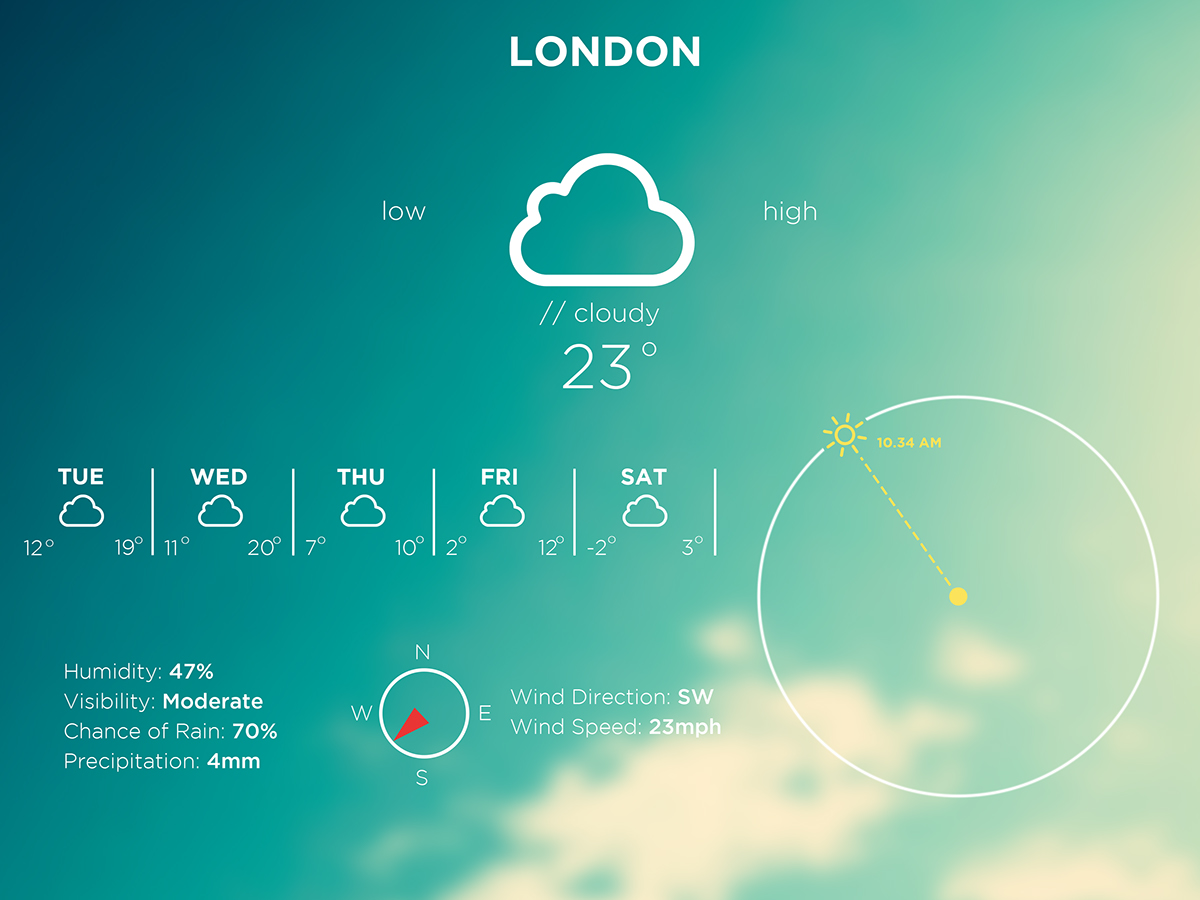 LONDON
low
high
// cloudy
23°
10.34 AM
TUE
12° 19°
WED
11° 20°
THU
7° 10°
FRI
2° 12°
SAT
-2° 3°
Humidity: 47%
Visibility: Moderate
Chance of Rain: 70%
Precipitation: 4mm
N
W
E
S
Wind Direction: SW
Wind Speed: 23mph